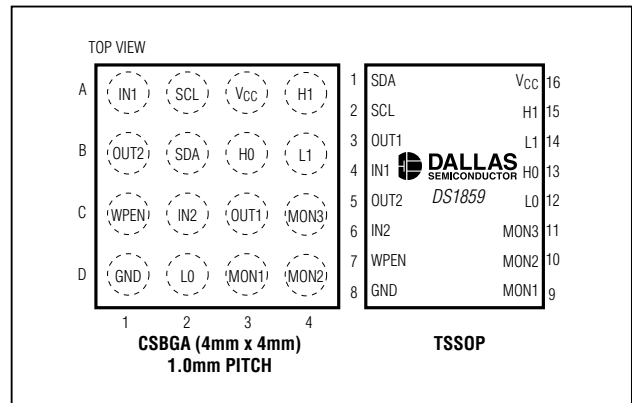 TOP VIEW
A IN1 SCL VCC H1
B OUT2 SDA H0 L1
C WPEN IN2 OUT1 MON3
D GND L0 MON1 MON2
1 2 3 4
CSBGA (4mm x 4mm)
1.0mm PITCH
1 SDA VCC 16
2 SCL H1 15
3 OUT1 L1 14
4 IN1 H0 13
5 OUT2 L0 12
6 IN2 MON3 11
7 WPEN MON2 10
8 GND MON1 9
DALLAS
SEMICONDUCTOR
DS1859
TSSOP